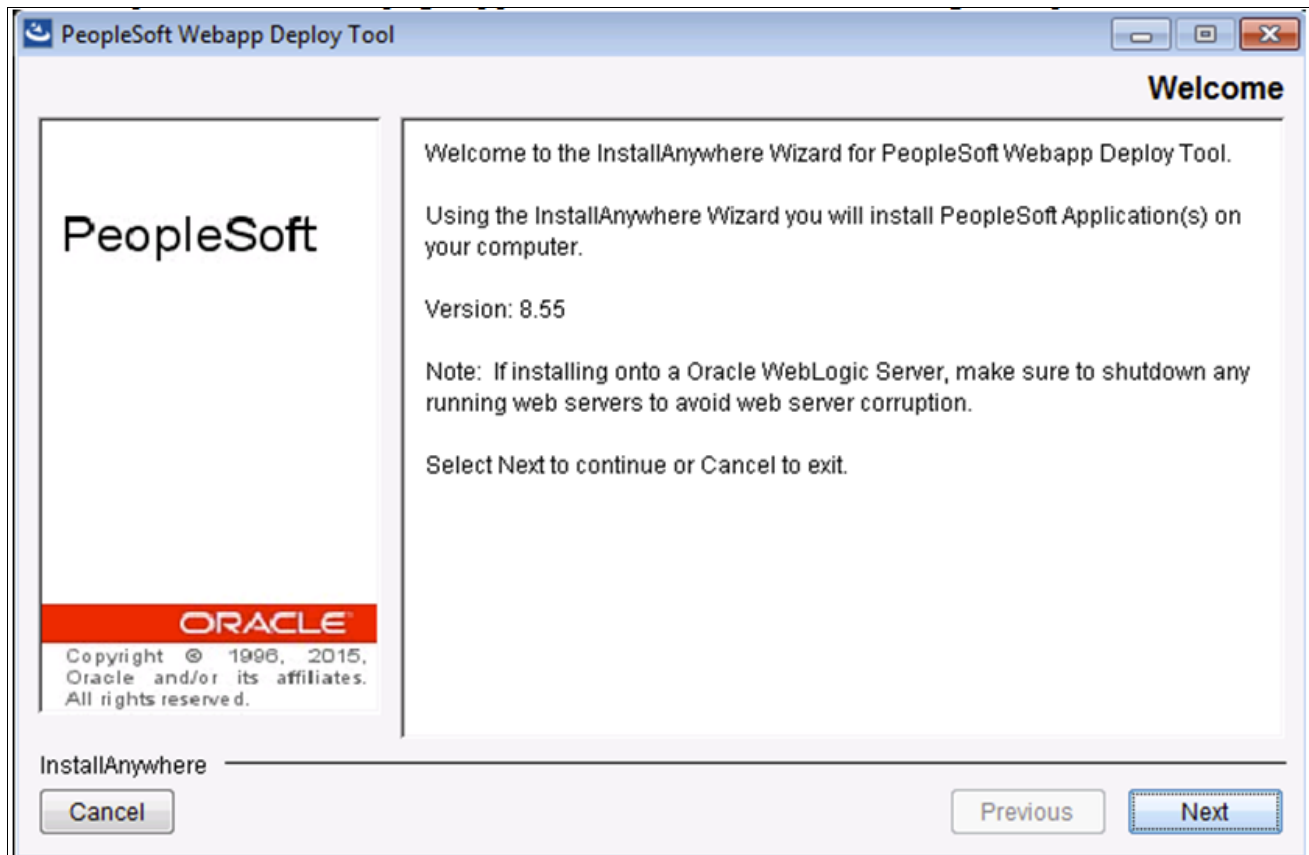 PeopleSoft Webapp Deploy Tool
Welcome
PeopleSoft
ORACLE
Copyright © 1996, 2015,
Oracle and/or its affiliates.
All rights reserved.
Welcome to the InstallAnywhere Wizard for PeopleSoft Webapp Deploy Tool.
Using the InstallAnywhere Wizard you will install PeopleSoft Application(s) on
your computer.
Version: 8.55
Note: If installing onto a Oracle WebLogic Server, make sure to shutdown any
running web servers to avoid web server corruption.
Select Next to continue or Cancel to exit.
InstallAnywhere
Cancel
Previous
Next